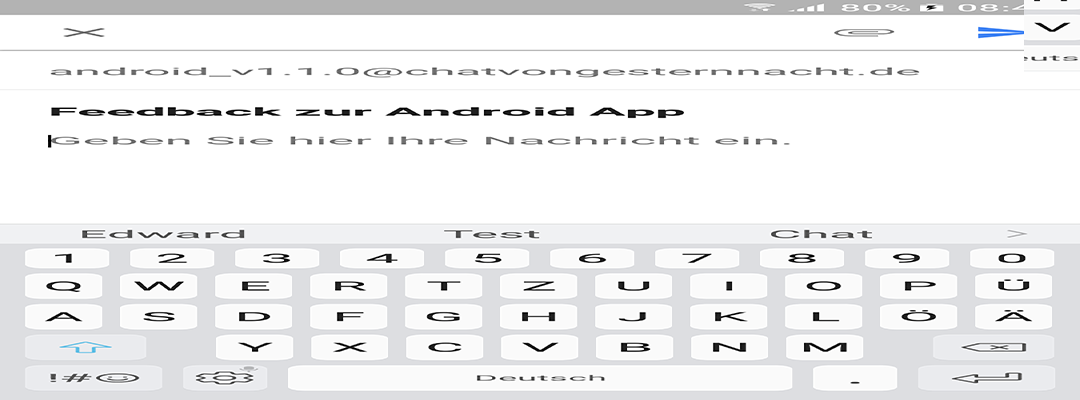 80% 08:4
android_v1.1.0@chatvongesternnacht.de
Feedback zur Android App
Geben Sie hier Ihre Nachricht ein.
Edward Test Chat >
1 2 3 4 5 6 7 8 9 0
Q W E R T Z U I O P Ü
A S D F G H J K L Ö Ä
Y X C V B N M
!#☺ Deutsch .
V